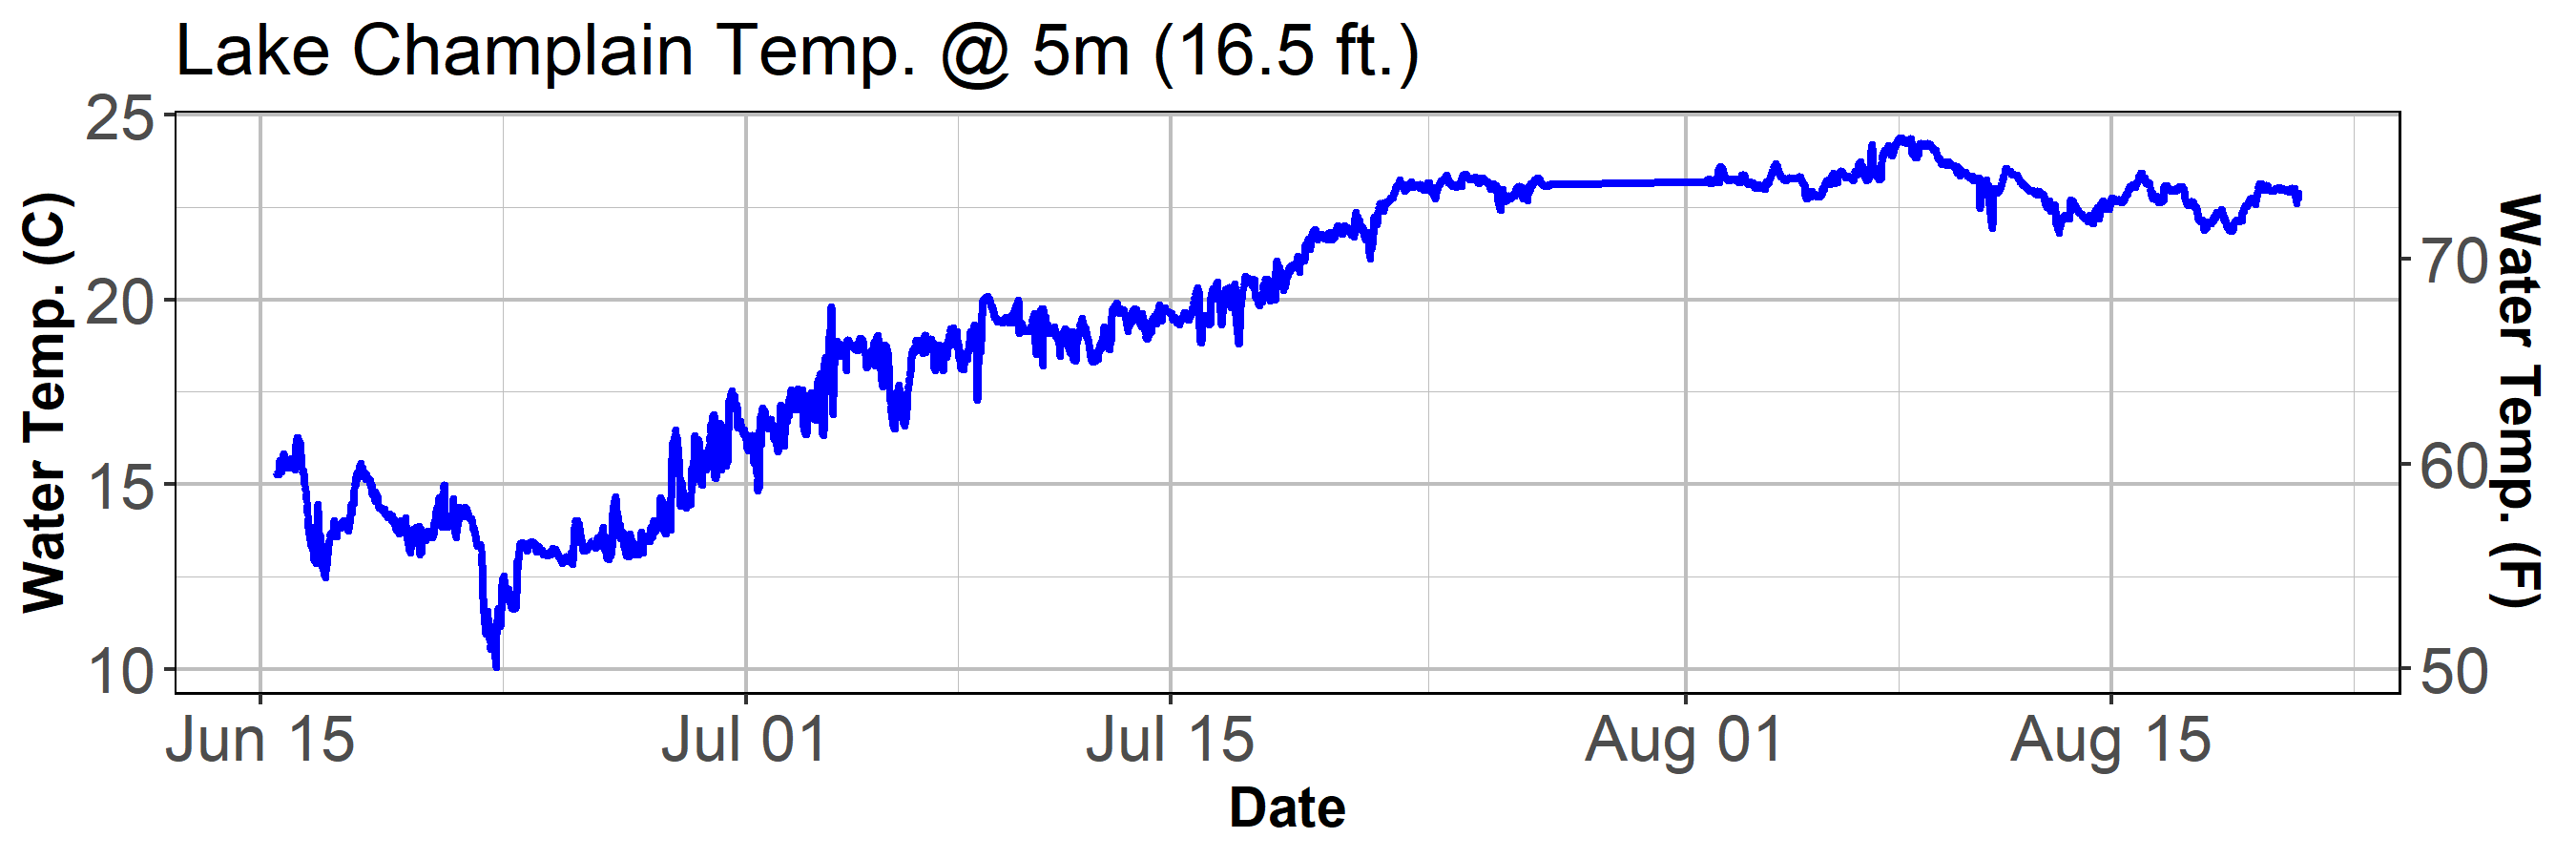 Lake Champlain Temp. @ 5m (16.5 ft.)
Water Temp. (C)
25
20
15
10
70
60
50
Water Temp. (F)
Jun 15
Jul 01
Jul 15
Aug 01
Aug 15
Date